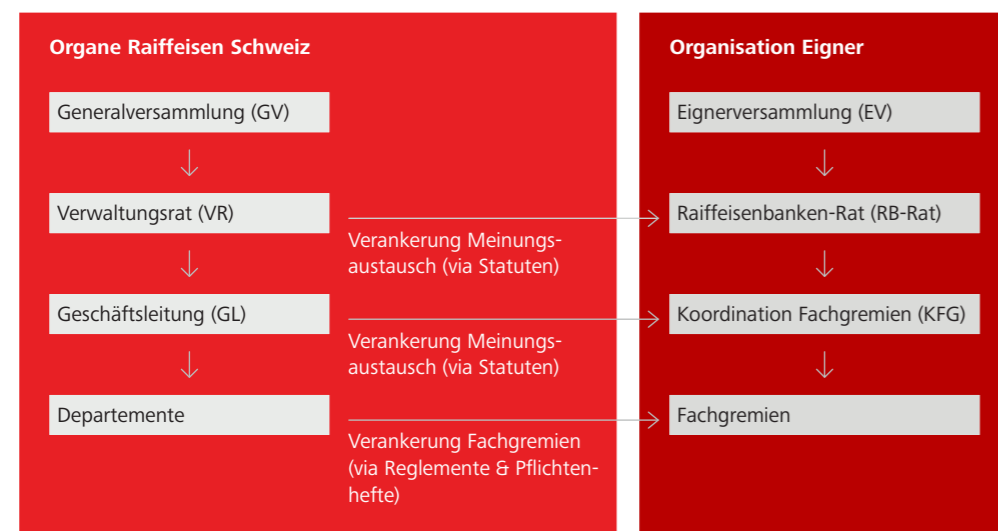 Organe Raiffeisen Schweiz
Generalversammlung (GV)
Verwaltungsrat (VR)
Verankerung Meinungs-
austausch (via Statuten)
Geschäftsleitung (GL)
Verankerung Meinungs-
austausch (via Statuten)
Departemente
Verankerung Fachgremien
(via Reglemente & Pflichten-
hefte)
Organisation Eigner
Eignerversammlung (EV)
Raiffeisenbanken-Rat (RB-Rat)
Koordination Fachgremien (KFG)
Fachgremien